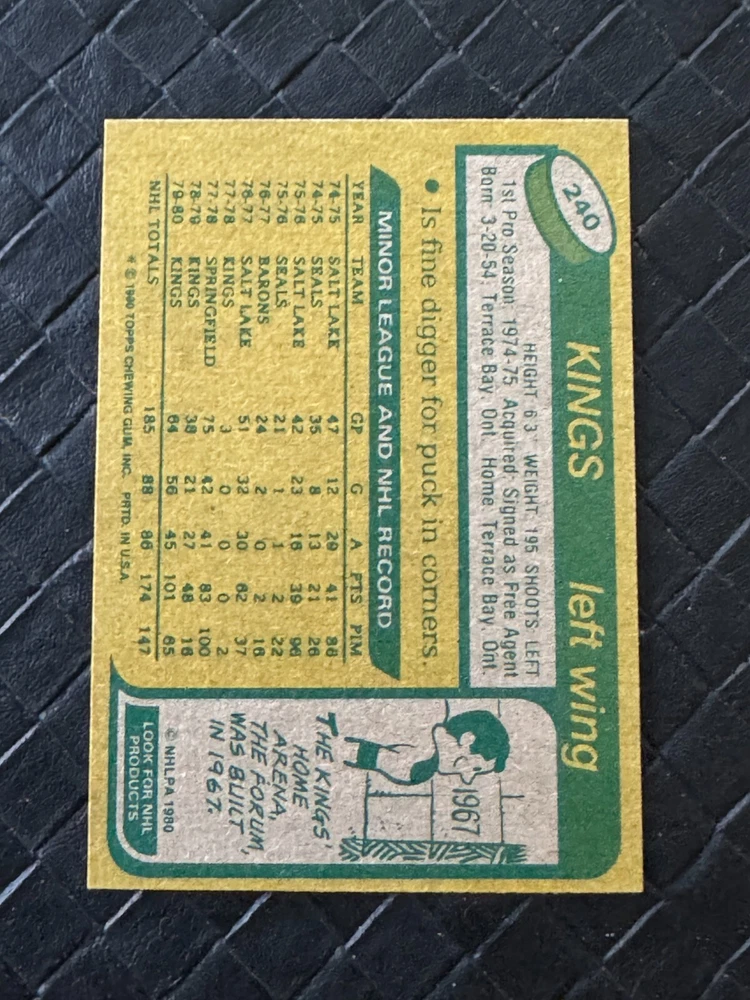 240
KINGS left wing
HEIGHT 6'3" WEIGHT 195 SHOOTS LEFT
1st Pro Season: 1974-75 Acquired: Signed as Free Agent
Born 3-20-54, Terrace Bay, Ont. Home: Terrace Bay, Ont.
• Is fine digger for puck in corners.
MINOR LEAGUE AND NHL RECORD
YEAR TEAM GP G A PTS PIM
74-75 SALT LAKE 47 12 29 41 86
74-75 SEALS 35 8 13 21 26
75-76 SALT LAKE 42 23 16 39 96
75-76 SEALS 21 1 1 2 22
76-77 BARONS 24 2 0 2 16
76-77 SALT LAKE 51 32 30 62 37
77-78 KINGS 3 0 0 0 2
77-78 SPRINGFIELD 75 42 41 83 100
78-79 KINGS 38 21 27 48 16
79-80 KINGS 64 56 45 101 65
NHL TOTALS 185 88 86 174 147
* © 1980 TOPPS CHEWING GUM, INC. PRTD. IN U.S.A.
1967
THE KINGS'
HOME
ARENA,
THE FORUM,
WAS BUILT
IN 1967.
© NHLPA 1980
LOOK FOR NHL
PRODUCTS